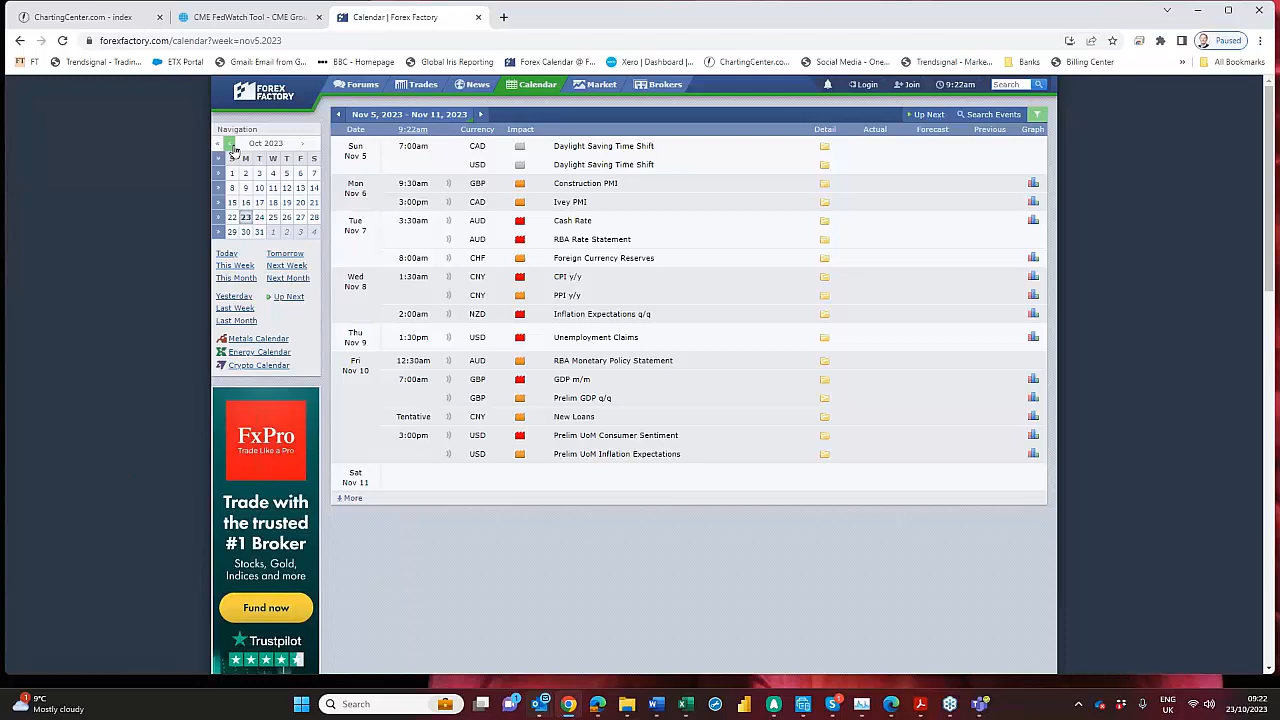 ChartingCenter.com - index
CME FedWatch Tool - CME Grou
Calendar | Forex Factory
forexfactory.com/calendar?week=nov5.2023
Paused
FT
Trendsignal - Tradin...
ETX Portal
Gmail: Email from G...
BBC - Homepage
Global Iris Reporting
Forex Calendar @ F...
Xero | Dashboard |...
ChartingCenter.co...
Social Media - One...
Trendsignal - Marke...
Banks
Billing Center
All Bookmarks
FOREX FACTORY
Forums
Trades
News
Calendar
Market
Brokers
Login
Join
9:22am
Search
Navigation
« Oct 2023 ›
S M T W T F S
1 2 3 4 5 6 7
8 9 10 11 12 13 14
15 16 17 18 19 20 21
22 23 24 25 26 27 28
29 30 31 1 2 3 4
Today Tomorrow
This Week Next Week
This Month Next Month
Yesterday Up Next
Last Week
Last Month
Metals Calendar
Energy Calendar
Crypto Calendar
FxPro
Trade Like a Pro
Trade with
the trusted
#1 Broker
Stocks, Gold,
Indices and more
Fund now
Trustpilot
Nov 5, 2023 - Nov 11, 2023
Up Next
Search Events
Date 9:22am Currency Impact Detail Actual Forecast Previous Graph
Sun
Nov 5
7:00am CAD Daylight Saving Time Shift
USD Daylight Saving Time Shift
Mon
Nov 6
9:30am GBP Construction PMI
3:00pm CAD Ivey PMI
Tue
Nov 7
3:30am AUD Cash Rate
AUD RBA Rate Statement
8:00am CHF Foreign Currency Reserves
Wed
Nov 8
1:30am CNY CPI y/y
CNY PPI y/y
2:00am NZD Inflation Expectations q/q
Thu
Nov 9
1:30pm USD Unemployment Claims
Fri
Nov 10
12:30am AUD RBA Monetary Policy Statement
7:00am GBP GDP m/m
GBP Prelim GDP q/q
Tentative CNY New Loans
3:00pm USD Prelim UoM Consumer Sentiment
USD Prelim UoM Inflation Expectations
Sat
Nov 11
More
9°C
Mostly cloudy
Search
ENG
UK
09:22
23/10/2023